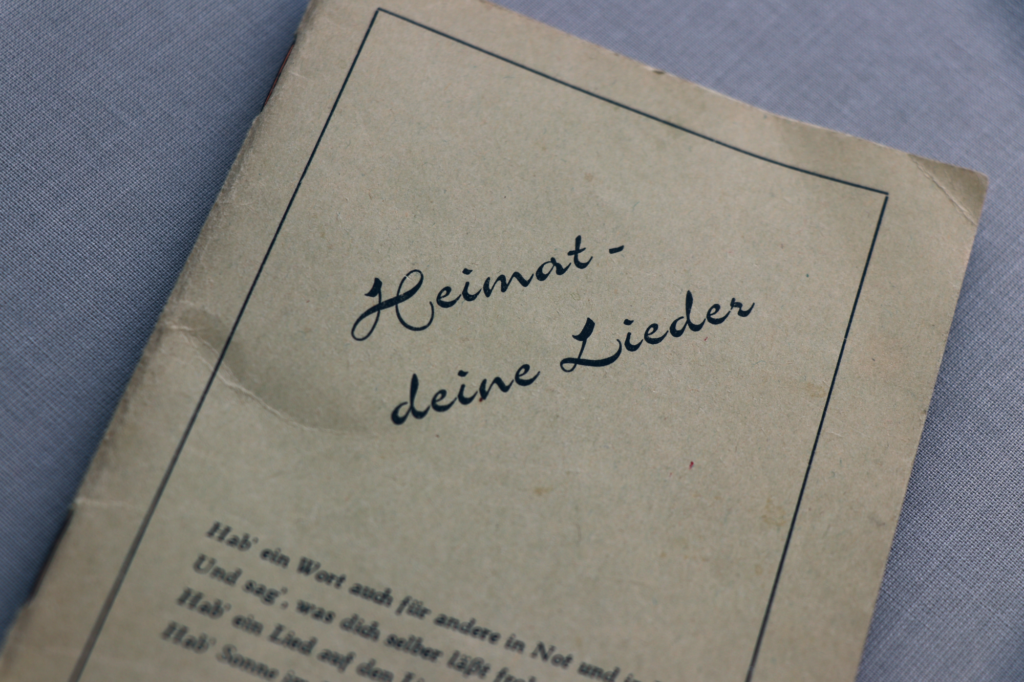 Heimat -
deine Lieder
Hab' ein Wort auch für andere in Not und in
Und sag', was dich selber läßt
Hab' ein Lied auf den
Hab' Sonne